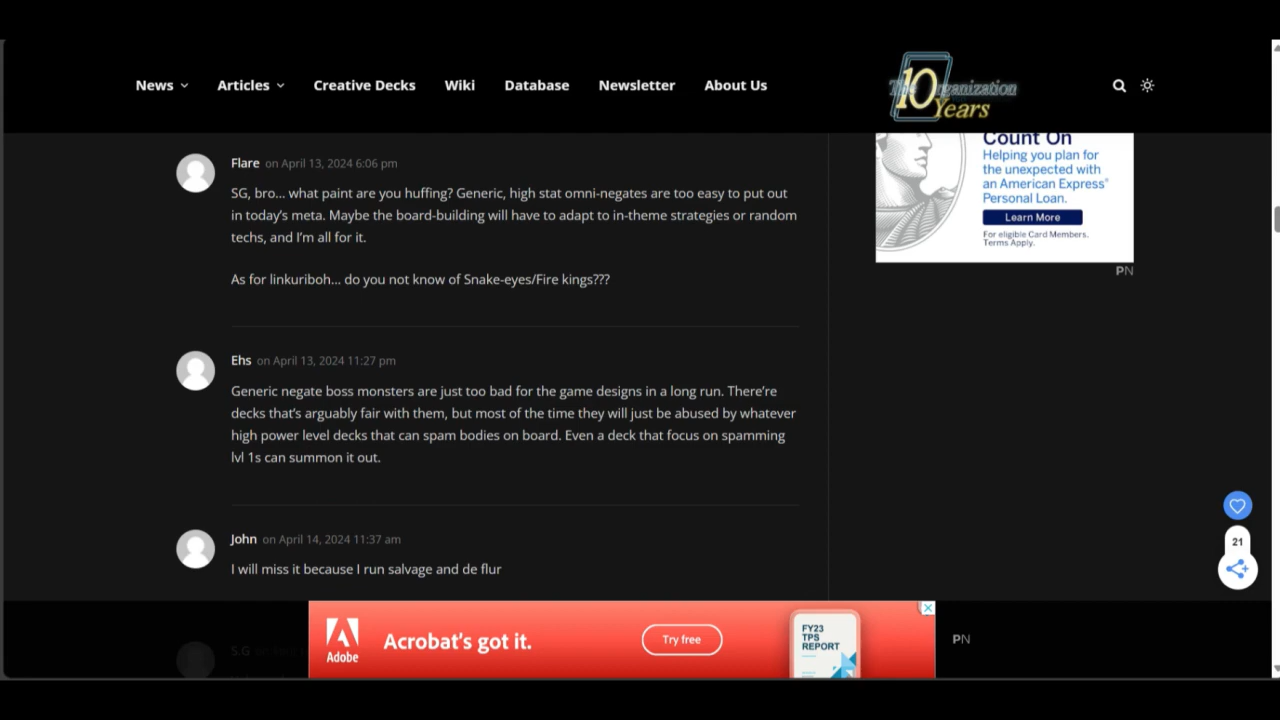 News
Articles
Creative Decks
Wiki
Database
Newsletter
About Us
The 10rganization
Years
Flare on April 13, 2024 6:06 pm
SG, bro... what paint are you huffing? Generic, high stat omni-negates are too easy to put out
in today's meta. Maybe the board-building will have to adapt to in-theme strategies or random
techs, and I'm all for it.
As for linkuriboh... do you not know of Snake-eyes/Fire kings???
Ehs on April 13, 2024 11:27 pm
Generic negate boss monsters are just too bad for the game designs in a long run. There're
decks that's arguably fair with them, but most of the time they will just be abused by whatever
high power level decks that can spam bodies on board. Even a deck that focus on spamming
lvl 1s can summon it out.
John on April 14, 2024 11:37 am
I will miss it because I run salvage and de flur
S.G
Count On
Helping you plan for
the unexpected with
an American Express®
Personal Loan.
Learn More
For eligible Card Members.
Terms Apply.
PN
21
Adobe
Acrobat's got it.
Try free
FY23
TPS
REPORT
PN